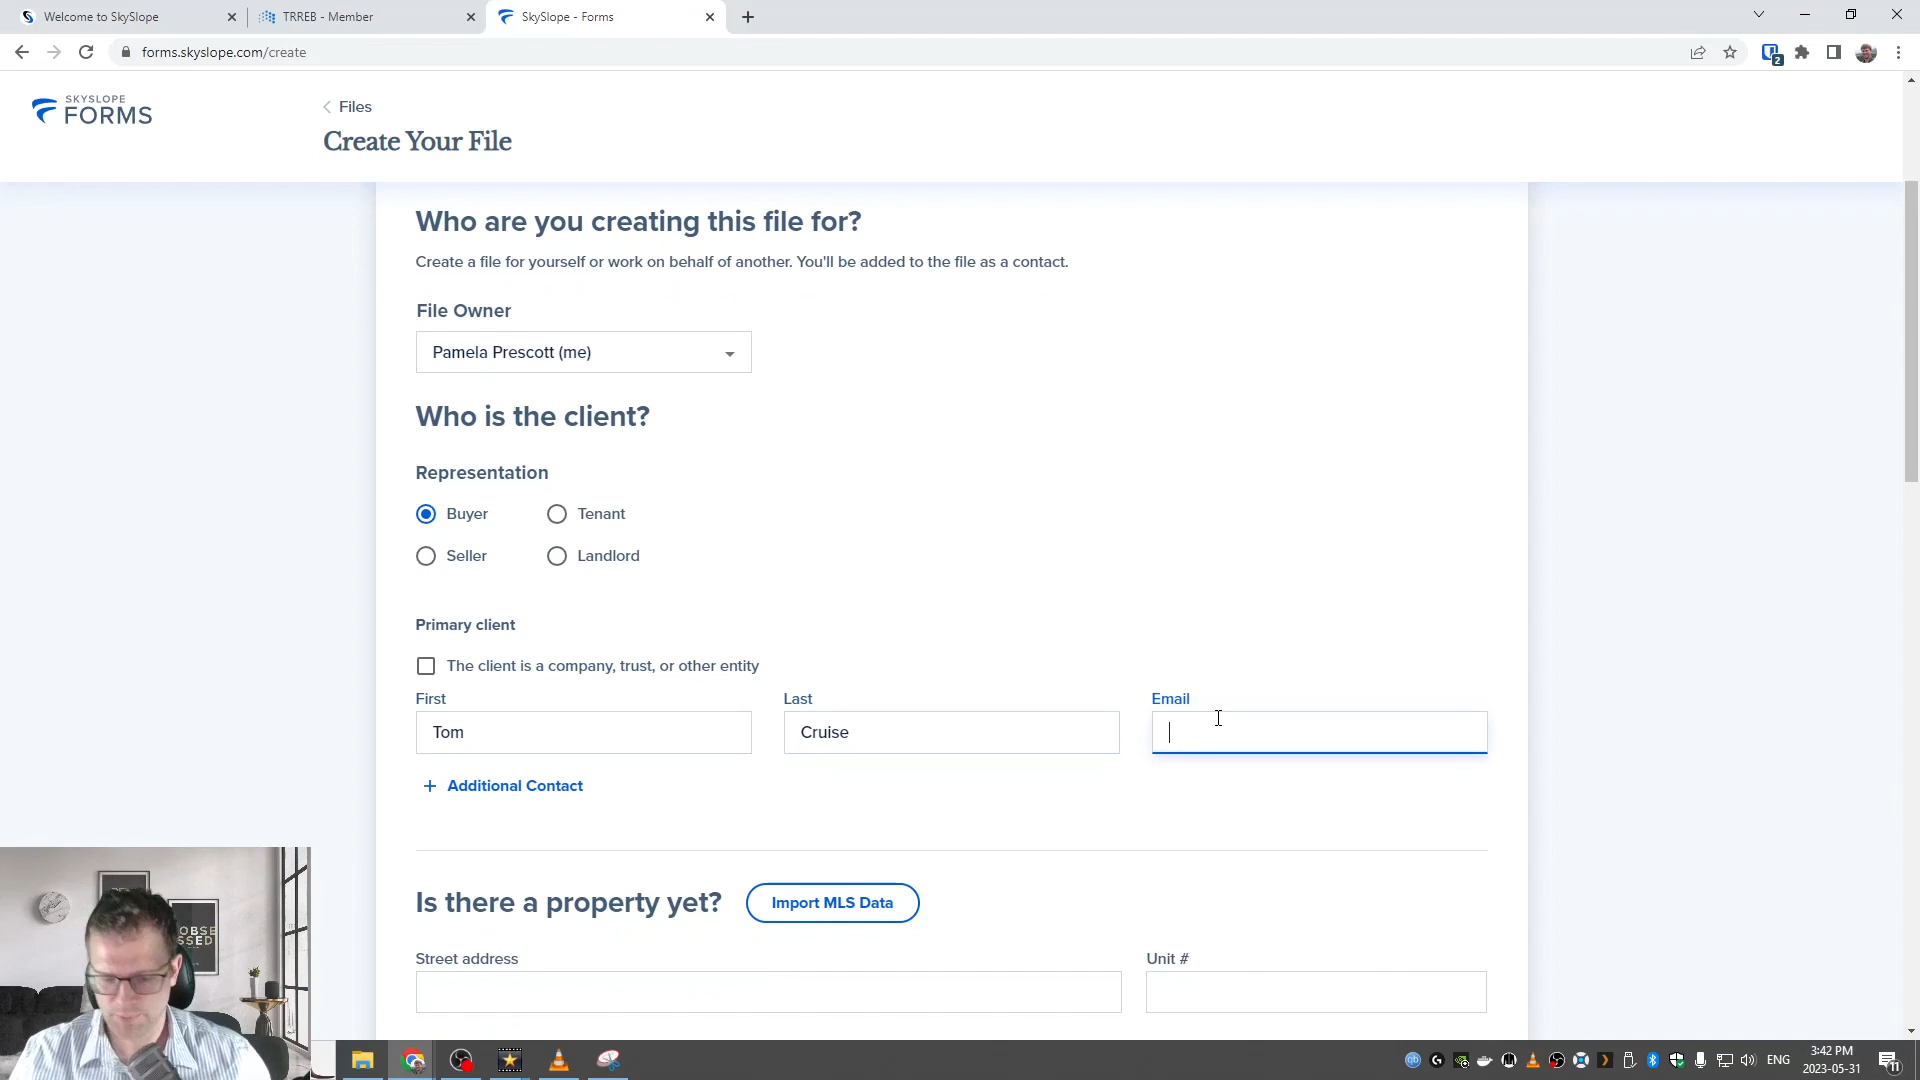 Welcome to SkySlope
TRREB - Member
SkySlope - Forms
forms.skyslope.com/create
2
SKYSLOPE
FORMS
Files
Create Your File
Who are you creating this file for?
Create a file for yourself or work on behalf of another. You'll be added to the file as a contact.
File Owner
Pamela Prescott (me)
Who is the client?
Representation
Buyer
Tenant
Seller
Landlord
Primary client
The client is a company, trust, or other entity
First
Last
Email
Tom
Cruise
Additional Contact
Is there a property yet?
Import MLS Data
Street address
Unit #
OBSE
SSED
ENG
3:42 PM
2023-05-31
11